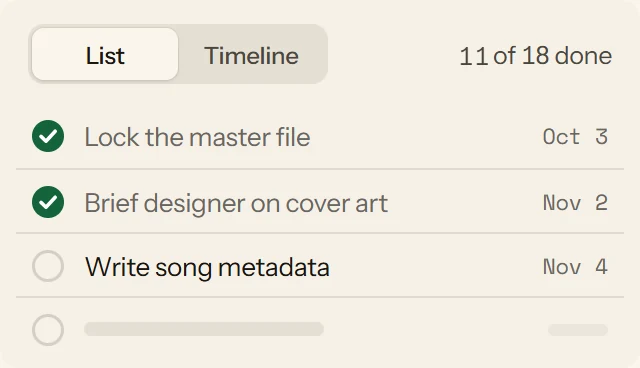 List Timeline 11 of 18 done
Lock the master file Oct 3
Brief designer on cover art Nov 2
Write song metadata Nov 4